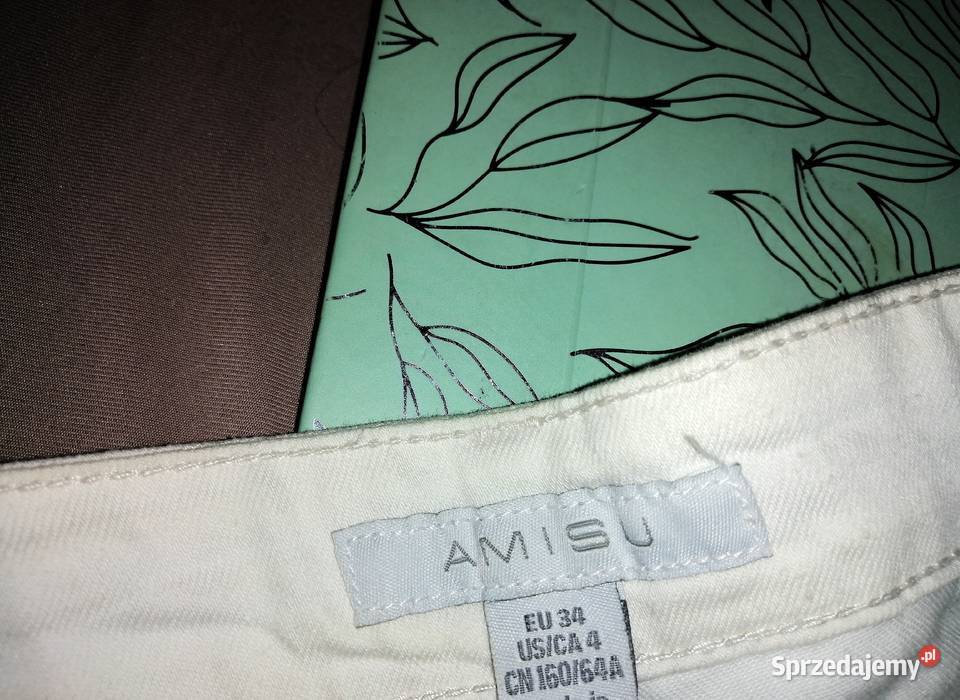 AMISU
EU 34
US/CA 4
CN 160/64A
Sprzedajemy.pl